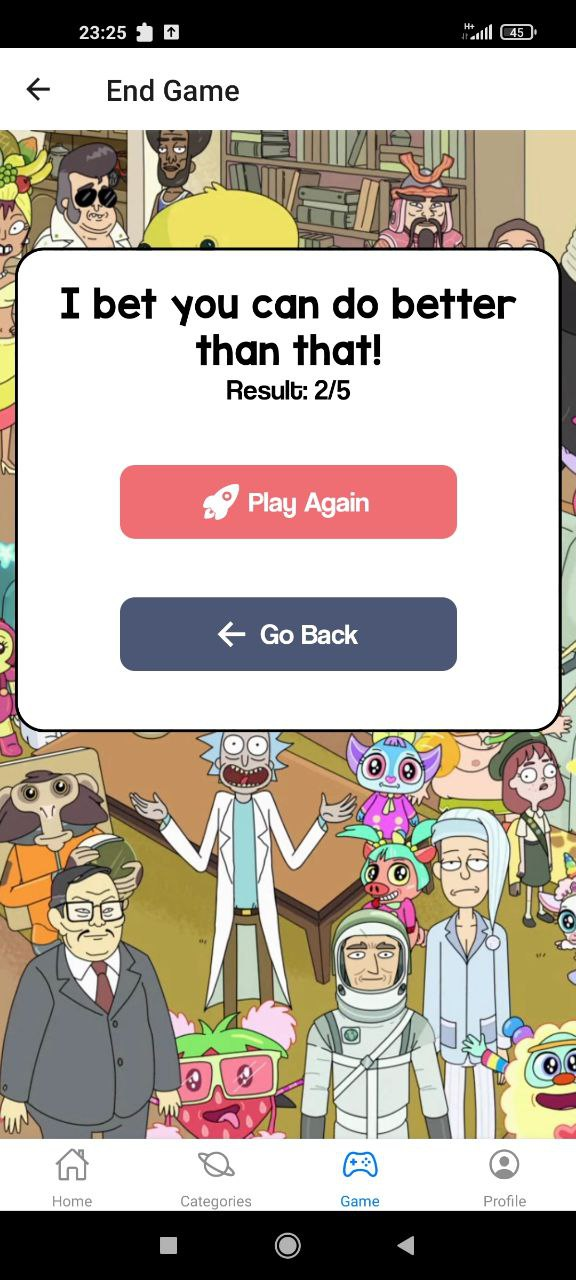 23:25
H+
45
End Game
I bet you can do better
than that!
Result: 2/5
Play Again
Go Back
Home
Categories
Game
Profile